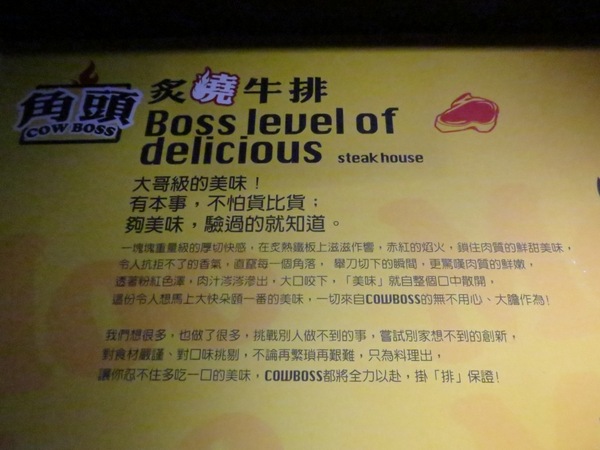 角頭
COW BOSS
炙燒牛排
Boss level of
delicious steak house
大哥級的美味！
有本事，不怕貨比貨；
夠美味，驗過的就知道。
一塊塊重量級的厚切快感，在炙熱鐵板上滋滋作響，赤紅的焰火，鎖住肉質的鮮甜美味，
令人抗拒不了的香氣，直竄每一個角落，舉刀切下的瞬間，更驚嘆肉質的鮮嫩，
透著粉紅色澤，肉汁滂滂滲出，大口咬下，「美味」就自整個口中散開，
這份令人想馬上大快朵頤一番的美味，一切來自COWBOSS的無不用心、大膽作為!
我們想很多，也做了很多，挑戰別人做不到的事，嘗試別家想不到的創新，
對食材嚴謹、對口味挑剔，不論再繁瑣再艱難，只為料理出，
讓你忍不住多吃一口的美味，COWBOSS都將全力以赴，掛「排」保證!